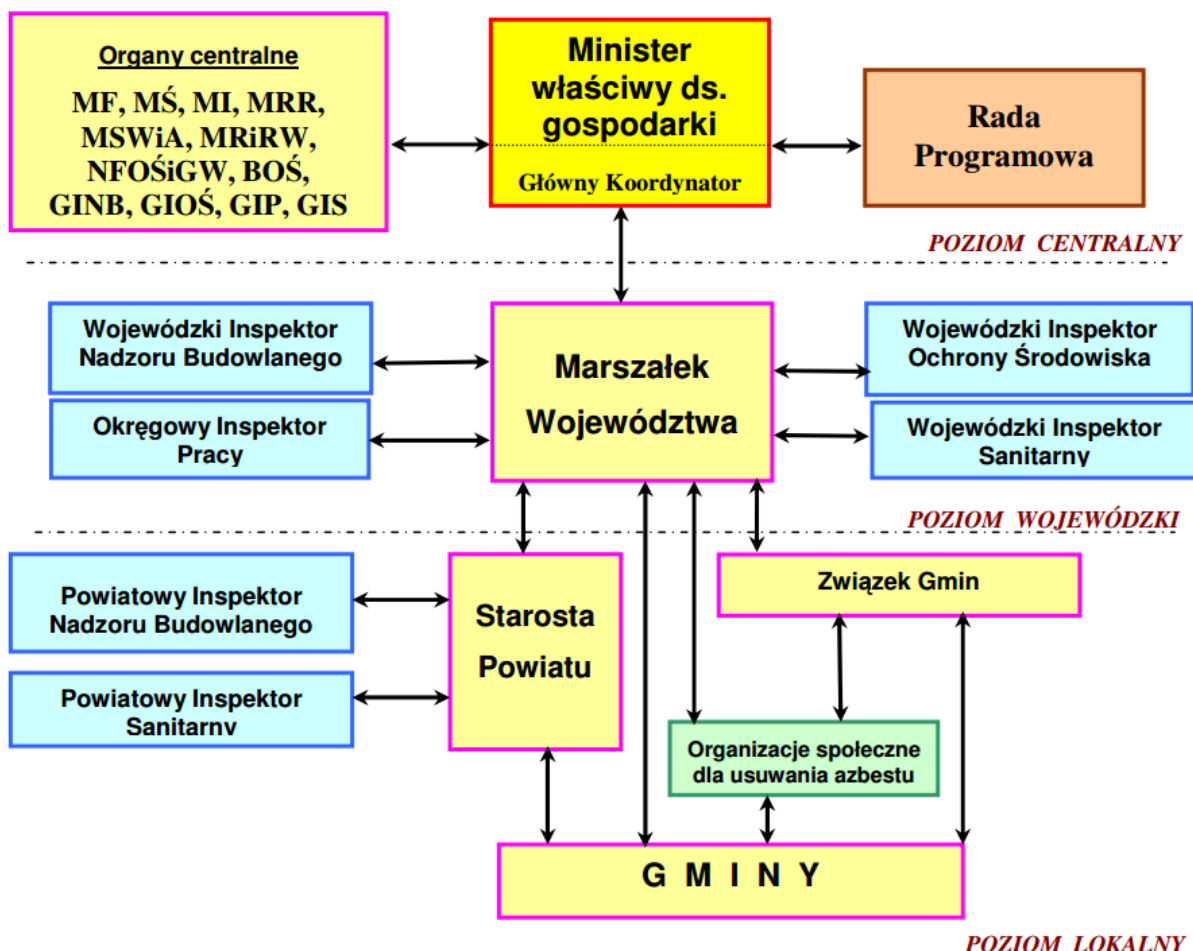 Organy centralne
MF, MŚ, MI, MRR,
MSWiA, MRiRW,
NFOŚiGW, BOŚ,
GINB, GIOŚ, GIP, GIS
Minister
właściwy ds.
gospodarki
Główny Koordynator
Rada
Programowa
POZIOM CENTRALNY
Wojewódzki Inspektor
Nadzoru Budowlanego
Okręgowy Inspektor
Pracy
Marszałek
Województwa
Wojewódzki Inspektor
Ochrony Środowiska
Wojewódzki Inspektor
Sanitarny
POZIOM WOJEWÓDZKI
Powiatowy Inspektor
Nadzoru Budowlanego
Powiatowy Inspektor
Sanitarny
Starosta
Powiatu
Związek Gmin
Organizacje społeczne
dla usuwania azbestu
G M I N Y
POZIOM LOKALNY